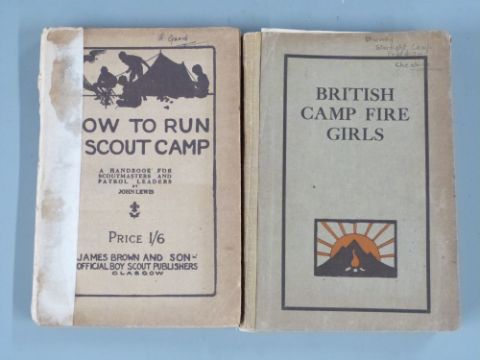 OW TO RUN
SCOUT CAMP
A HANDBOOK FOR
SCOUTMASTERS AND
PATROL LEADERS
BY
JOHN LEWIS
PRICE 1/6
JAMES BROWN AND SON
OFFICIAL BOY SCOUT PUBLISHERS
GLASGOW
BRITISH
CAMP FIRE
GIRLS